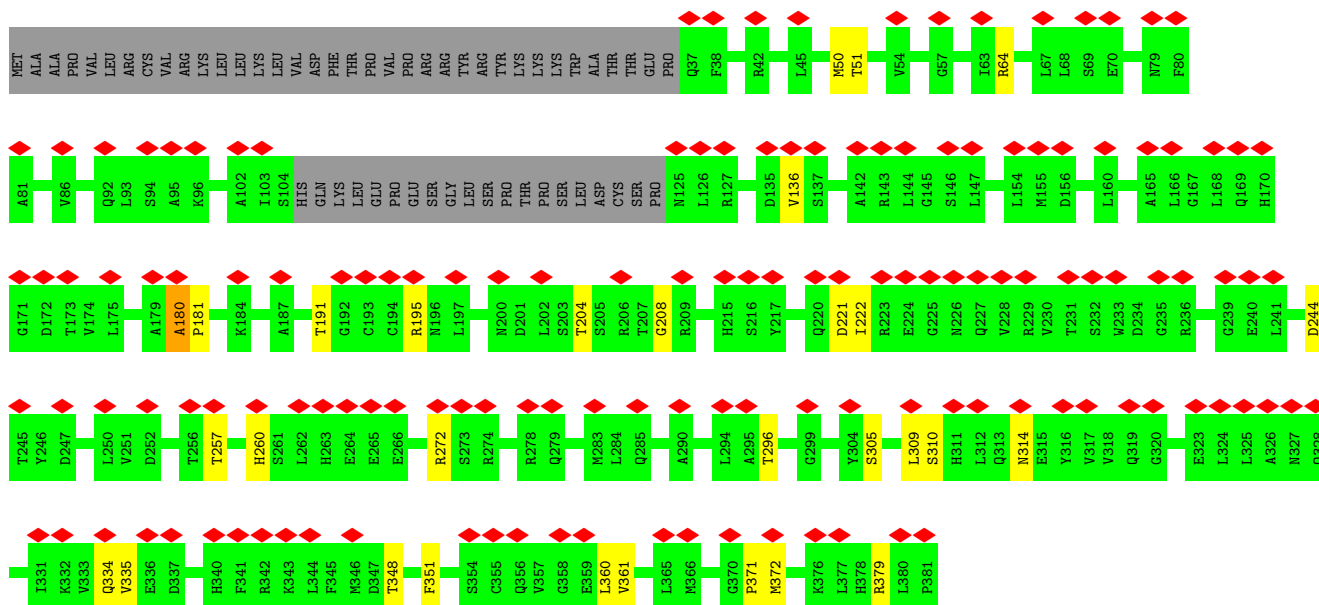 MET ALA ALA PRO VAL LEU ARG CYS VAL ARG LYS LEU LEU LYS LEU VAL ASP PHE THR PRO VAL PRO ARG ARG TYR ARG TYR LYS LYS LYS TRP ALA THR THR GLU PRO Q37 F38 R42 L45 M50 T51 V54 G57 I63 R64 L67 L68 S69 E70 N79 F80
A81 V86 Q92 L93 S94 A95 K96 A102 I103 S104 HIS GLN LYS LEU GLU PRO GLU SER GLY LEU SER PRO THR PRO SER LEU ASP CYS SER PRO N125 L126 R127 D135 V136 S137 A142 R143 L144 G145 S146 L147 L154 M155 D156 L160 A165 L166 G167 L168 Q169 H170
G171 D172 T173 V174 L175 A179 A180 P181 K184 A187 T191 G192 C193 G194 R195 N196 L197 N200 D201 L202 S203 T204 S205 R206 T207 G208 R209 H215 S216 Y217 Q220 D221 I222 R223 E224 G225 N226 Q227 V228 R229 V230 T231 S232 W233 D234 G235 R236 G239 E240 L241 D244
T245 Y246 D247 L250 V251 D252 T256 T257 H260 S261 L262 H263 E264 E265 E266 R272 S273 R274 R278 Q279 M283 L284 Q285 A290 L294 A295 T296 G299 Y304 S305 L309 S310 H311 L312 Q313 N314 E315 Y316 V317 V318 Q319 G320 E323 L324 L325 A326 N327 Q328
I331 K332 V333 Q334 V335 E336 D337 H340 F341 R342 K343 L344 F345 M346 D347 T348 F351 S354 C355 Q356 V357 G358 E359 L360 V361 L365 M366 G370 P371 M372 K376 L377 H378 R379 L380 P381